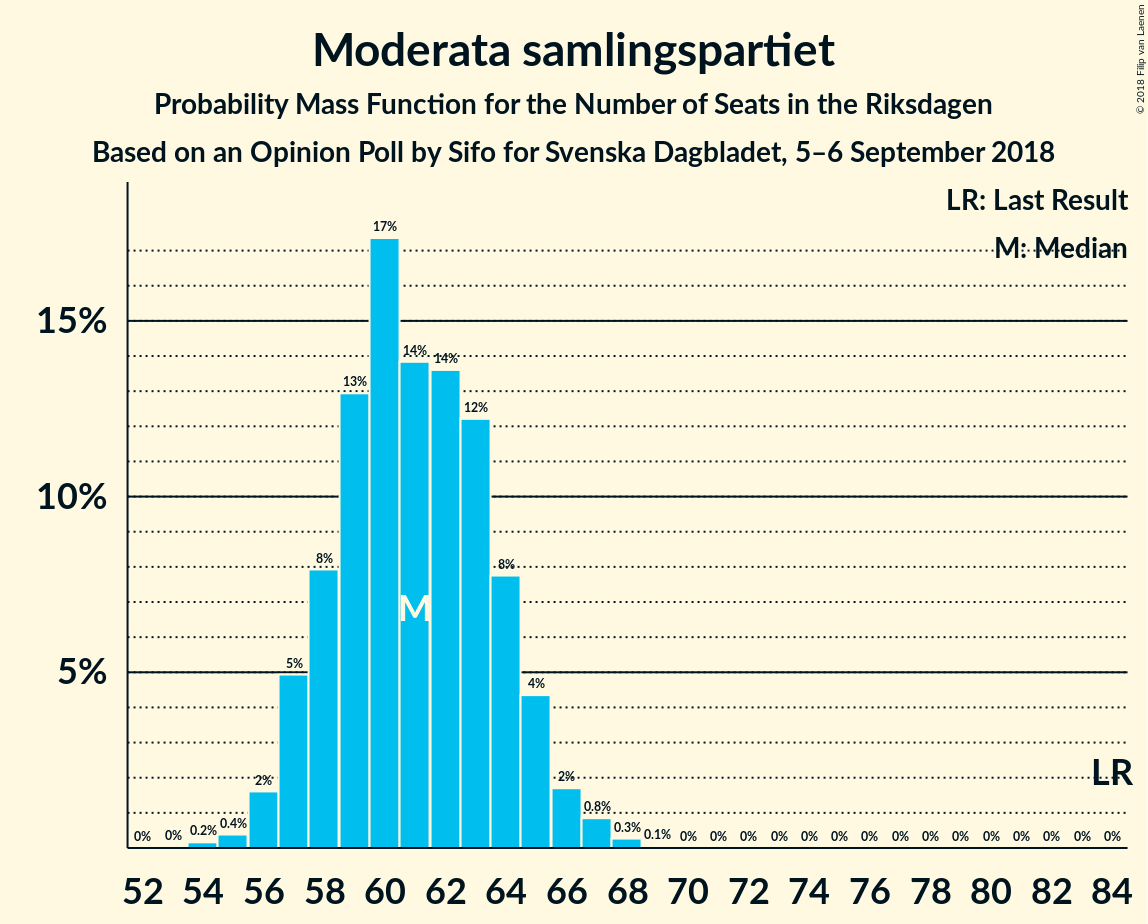 Moderata samlingspartiet
Probability Mass Function for the Number of Seats in the Riksdagen
Based on an Opinion Poll by Sifo for Svenska Dagbladet, 5–6 September 2018
© 2018 Filip van Laenen
LR: Last Result
M: Median
15%
10%
5%
0% 0% 0.2% 0.4% 2% 5% 8% 13% 17% 14% 14% 12% 8% 4% 2% 0.8% 0.3% 0.1% 0% 0% 0% 0% 0% 0% 0% 0% 0% 0% 0% 0% 0% 0% 0%
M
LR
52 54 56 58 60 62 64 66 68 70 72 74 76 78 80 82 84